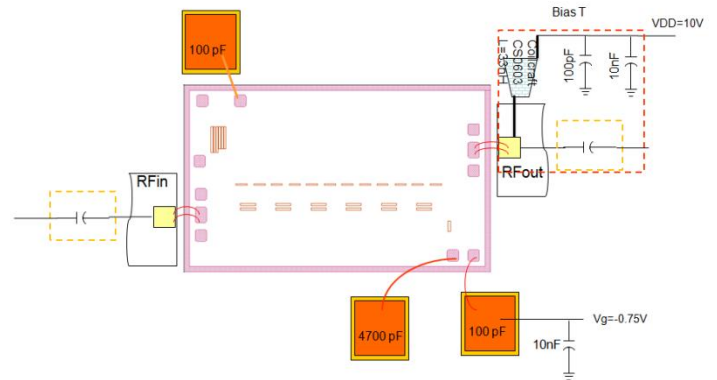 Bias T
VDD=10V
100 pF
Coilcraft
CS0603
L=33nH
100pF
10nF
RFin
RFout
4700 pF
100 pF
Vg=-0.75V
10nF